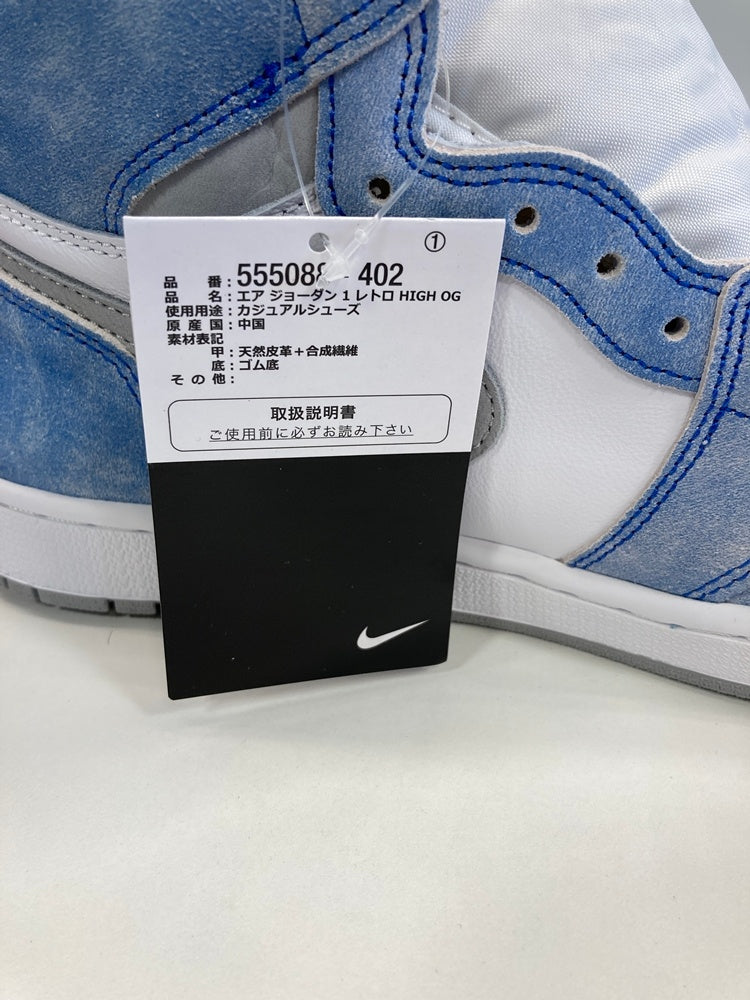 ①
品 番：555088 - 402
品 名：エア ジョーダン 1 レトロ HIGH OG
使用用途：カジュアルシューズ
原 産 国：中国
素材表記
甲：天然皮革＋合成繊維
底：ゴム底
そ の 他：
取扱説明書
ご使用前に必ずお読み下さい